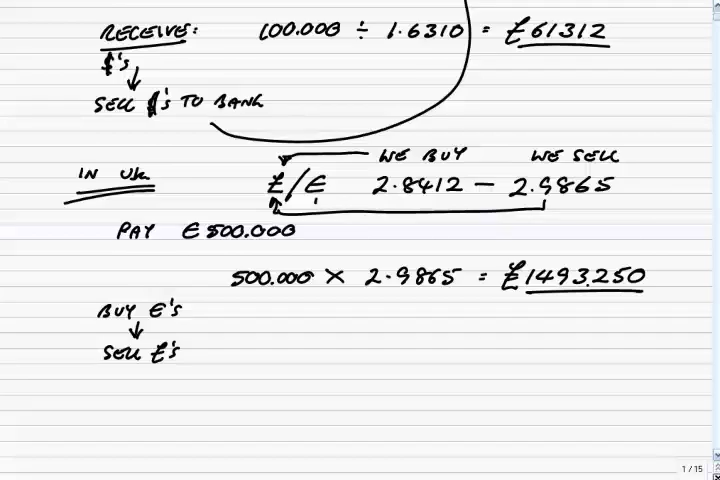 RECEIVE: 100.000 ÷ 1.6310 = £61312
$'s
SELL $'s TO BANK
WE BUY WE SELL
IN UK £/€ 2.8412 - 2.9865
PAY €500.000
500.000 × 2.9865 = £1493.250
BUY €'s
SELL £'s
1/15